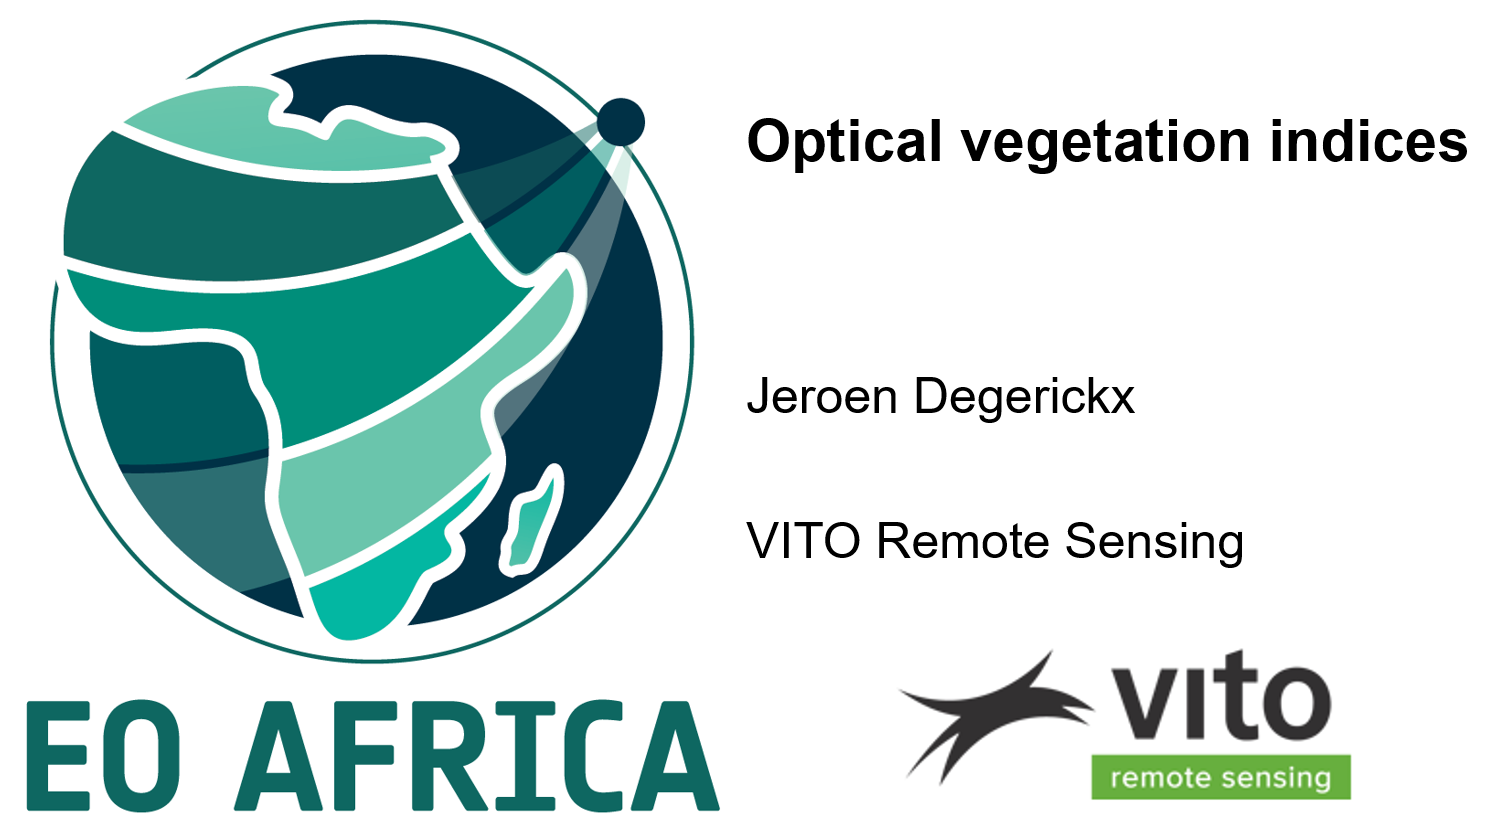 Optical vegetation indices
Jeroen Degerickx
VITO Remote Sensing
EO AFRICA
vito
remote sensing